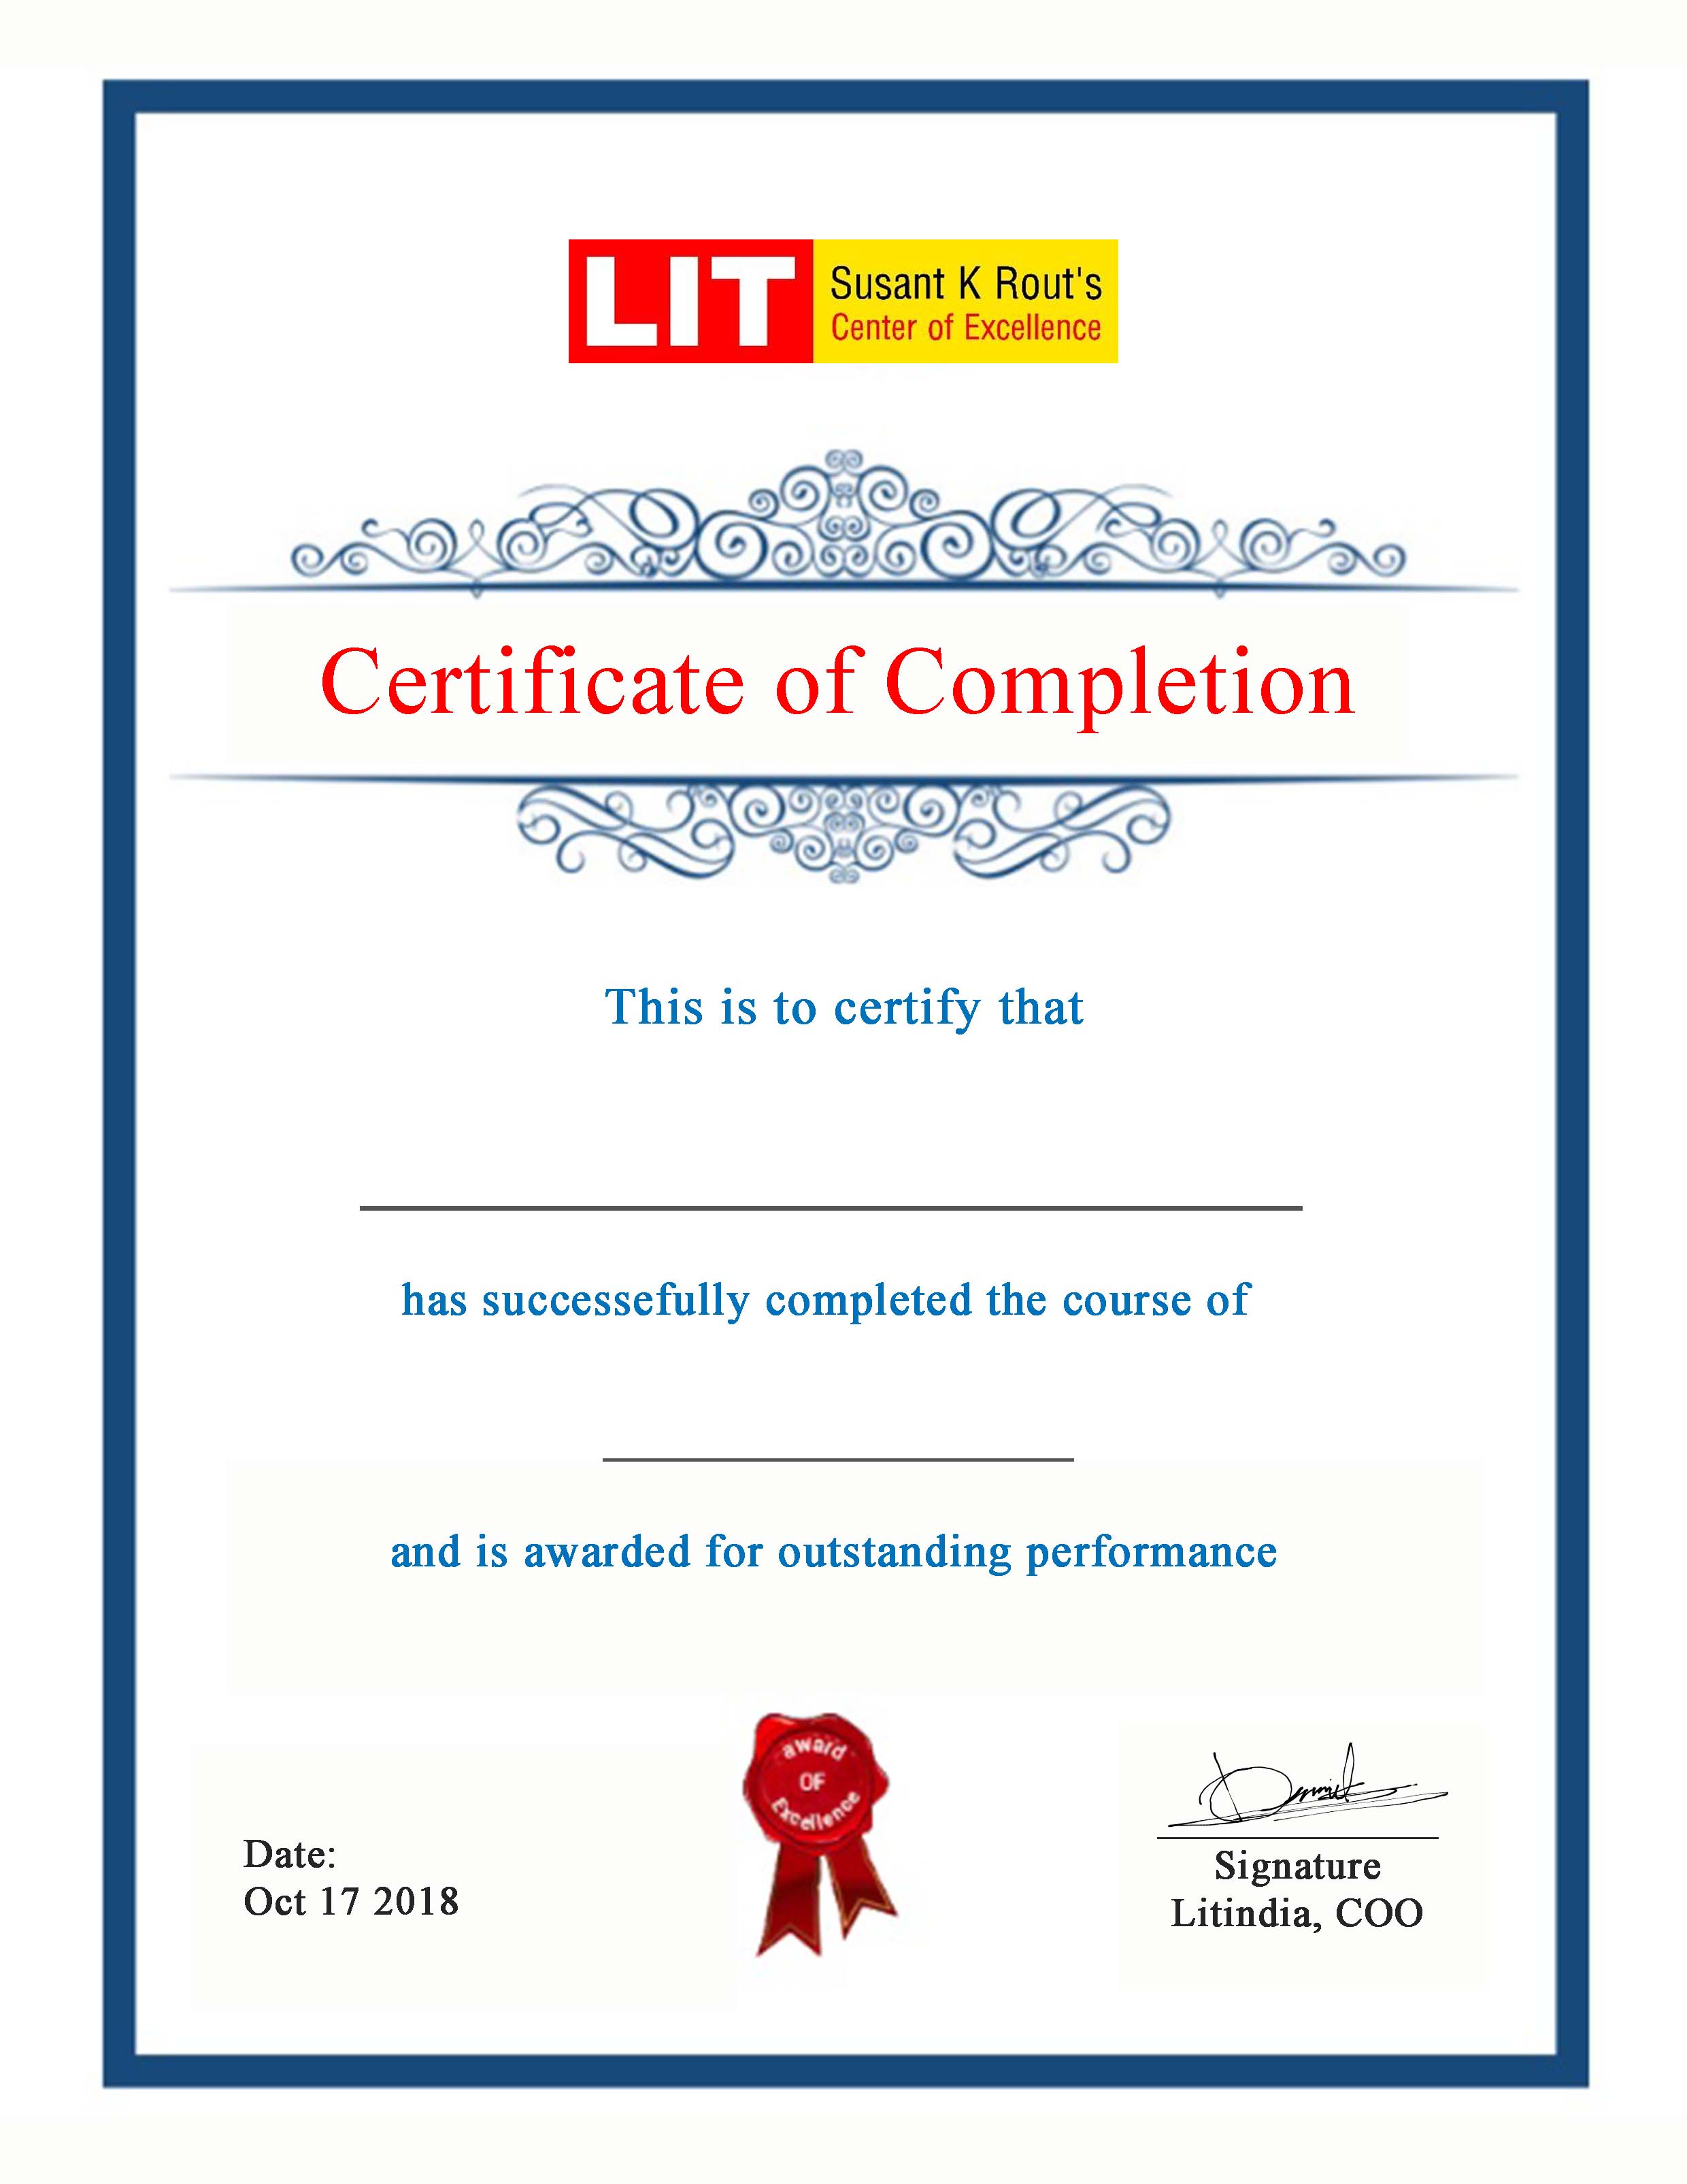 LIT Susant K Rout's
Center of Excellence
Certificate of Completion
This is to certify that
has successefully completed the course of
and is awarded for outstanding performance
award
OF
Excellence
Date:
Oct 17 2018
Signature
Litindia, COO